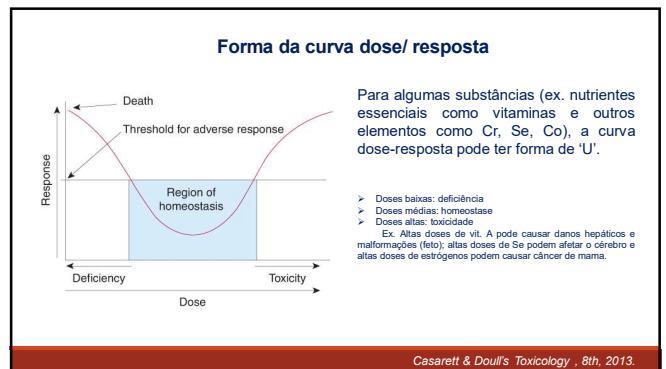 Forma da curva dose/ resposta
Death
Threshold for adverse response
Response
Region of
homeostasis
Deficiency
Toxicity
Dose
Para algumas substâncias (ex. nutrientes
essenciais como vitaminas e outros
elementos como Cr, Se, Co), a curva
dose-resposta pode ter forma de ‘U’.
➢ Doses baixas: deficiência
➢ Doses médias: homeostase
➢ Doses altas: toxicidade
Ex. Altas doses de vit. A pode causar danos hepáticos e
malformações (feto); altas doses de Se podem afetar o cérebro e
altas doses de estrógenos podem causar câncer de mama.
Casarett & Doull's Toxicology , 8th, 2013.